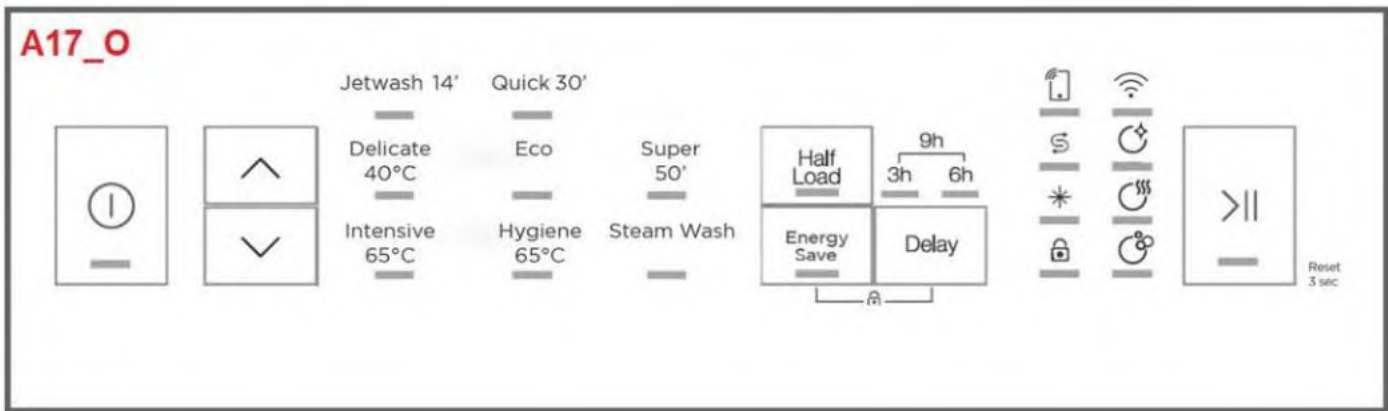 A17_O
Jetwash 14'
Quick 30'
Delicate
40°C
Eco
Super
50'
Intensive
65°C
Hygiene
65°C
Steam Wash
Half
Load
9h
3h
6h
Energy
Save
Delay
Reset
3 sec